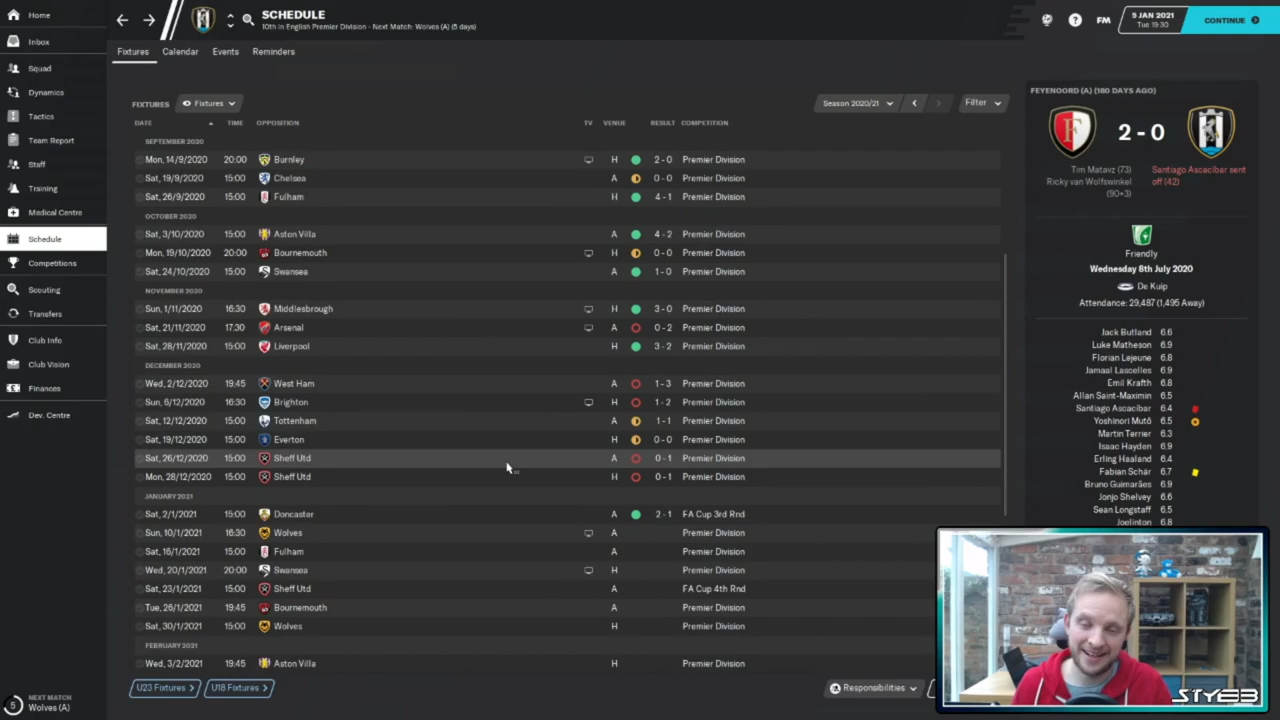 Home
Inbox
Squad
Dynamics
Tactics
Team Report
Staff
Training
Medical Centre
Schedule
Competitions
Scouting
Transfers
Club Info
Club Vision
Finances
Dev. Centre
5 NEXT MATCH
Wolves (A)
SCHEDULE
10th in English Premier Division - Next Match: Wolves (A) (5 days)
? FM 5 JAN 2021 CONTINUE
Tue 19:30
Fixtures Calendar Events Reminders
FIXTURES Fixtures Season 2020/21 Filter
DATE TIME OPPOSITION TV VENUE RESULT COMPETITION
SEPTEMBER 2020
Mon, 14/9/2020 20:00 Burnley H 2-0 Premier Division
Sat, 19/9/2020 15:00 Chelsea A 0-0 Premier Division
Sat, 26/9/2020 15:00 Fulham H 4-1 Premier Division
OCTOBER 2020
Sat, 3/10/2020 15:00 Aston Villa A 4-2 Premier Division
Mon, 19/10/2020 20:00 Bournemouth H 0-0 Premier Division
Sat, 24/10/2020 15:00 Swansea A 1-0 Premier Division
NOVEMBER 2020
Sun, 1/11/2020 16:30 Middlesbrough H 3-0 Premier Division
Sat, 21/11/2020 17:30 Arsenal A 0-2 Premier Division
Sat, 28/11/2020 15:00 Liverpool H 3-2 Premier Division
DECEMBER 2020
Wed, 2/12/2020 19:45 West Ham A 1-3 Premier Division
Sun, 6/12/2020 16:30 Brighton H 1-2 Premier Division
Sat, 12/12/2020 15:00 Tottenham A 1-1 Premier Division
Sat, 19/12/2020 15:00 Everton H 0-0 Premier Division
Sat, 26/12/2020 15:00 Sheff Utd A 0-1 Premier Division
Mon, 28/12/2020 15:00 Sheff Utd H 0-1 Premier Division
JANUARY 2021
Sat, 2/1/2021 15:00 Doncaster A 2-1 FA Cup 3rd Rnd
Sun, 10/1/2021 16:30 Wolves A Premier Division
Sat, 16/1/2021 15:00 Fulham A Premier Division
Wed, 20/1/2021 20:00 Swansea H Premier Division
Sat, 23/1/2021 15:00 Sheff Utd A FA Cup 4th Rnd
Tue, 26/1/2021 19:45 Bournemouth A Premier Division
Sat, 30/1/2021 15:00 Wolves H Premier Division
FEBRUARY 2021
Wed, 3/2/2021 19:45 Aston Villa H Premier Division
U23 Fixtures U18 Fixtures Responsibilities
FEYENOORD (A) (180 DAYS AGO)
2 - 0
Tim Matavz (73)
Ricky van Wolfswinkel
(90+3)
Santiago Ascacíbar sent
off (42)
Friendly
Wednesday 8th July 2020
De Kuip
Attendance: 29,487 (1,495 Away)
Jack Butland 6.6
Luke Matheson 6.9
Florian Lejeune 6.8
Jamaal Lascelles 6.9
Emil Krafth 6.8
Allan Saint-Maximin 6.5
Santiago Ascacíbar 6.4
Yoshinori Mutō 6.5
Martin Terrier 6.3
Isaac Hayden 6.9
Erling Haaland 6.4
Fabian Schär 6.7
Bruno Guimarães 6.9
Jonjo Shelvey 6.6
Sean Longstaff 6.5
Joelinton 6.8
STYE3